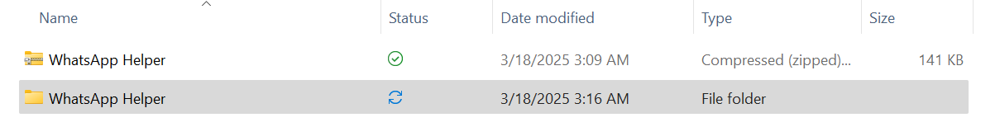 Name Status Date modified Type Size
WhatsApp Helper 3/18/2025 3:09 AM Compressed (zipped)... 141 KB
WhatsApp Helper 3/18/2025 3:16 AM File folder